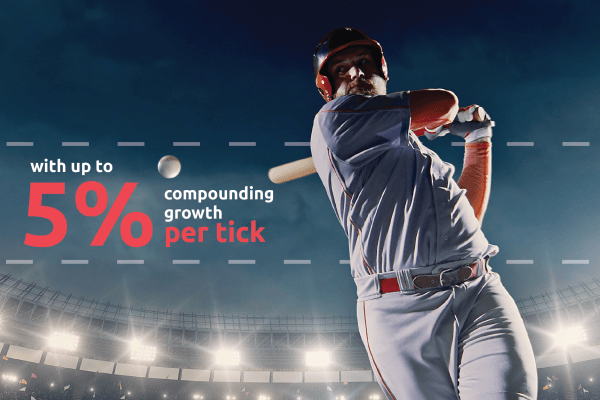 with up to
5%
compounding
growth
per tick